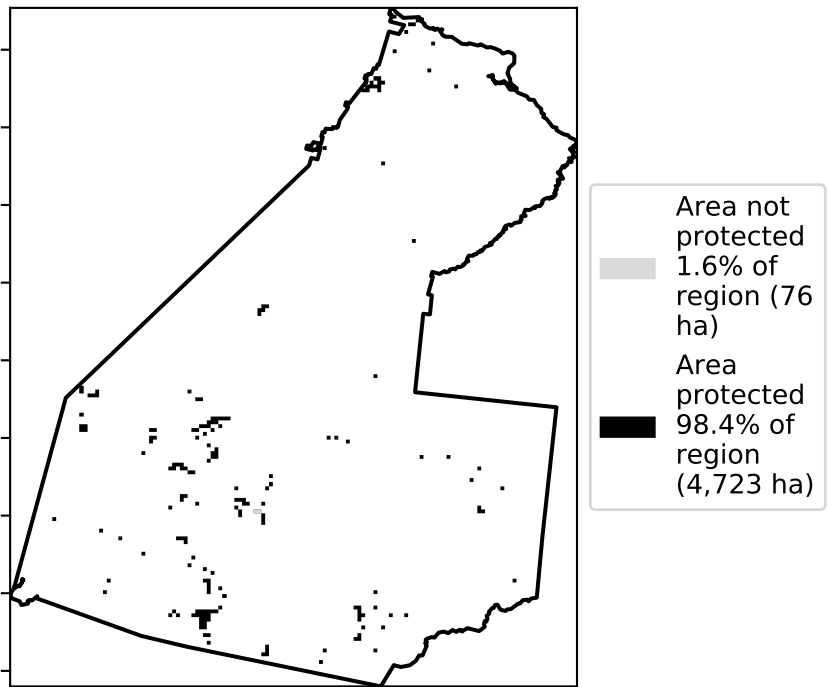 Area not
protected
1.6% of
region (76
ha)
Area
protected
98.4% of
region
(4,723 ha)